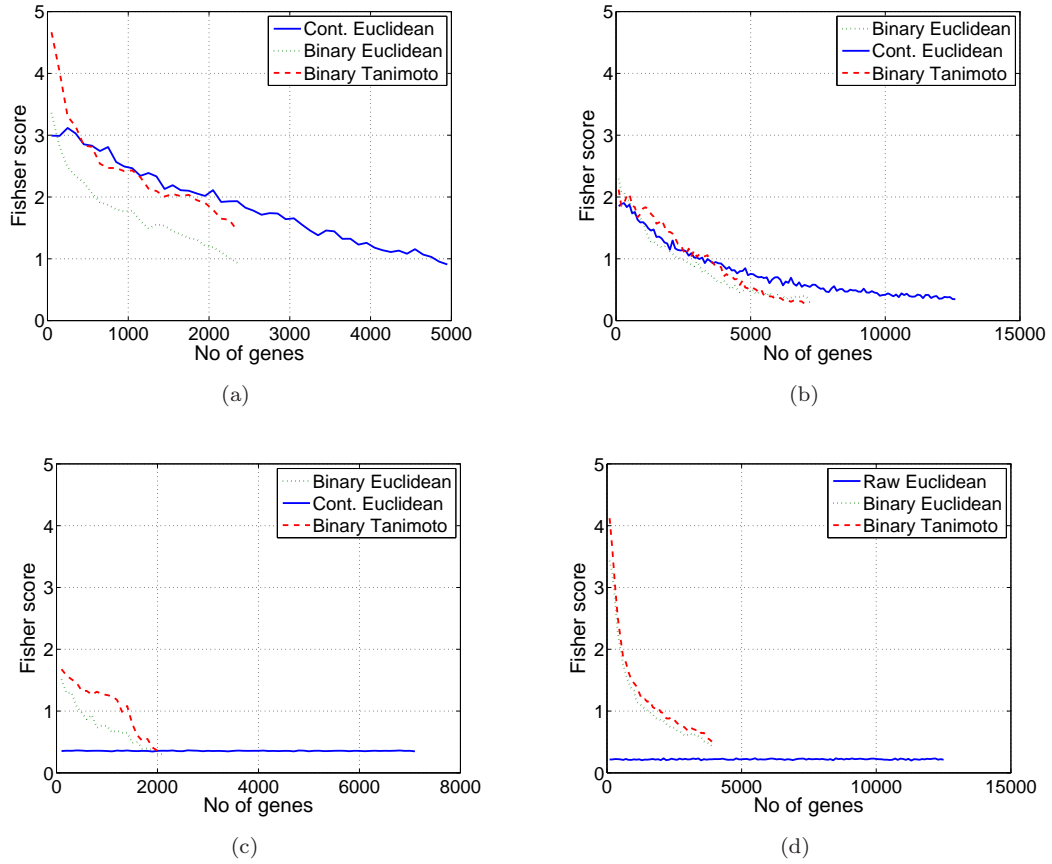 5
4
3
2
1
0
Fishser score
0 1000 2000 3000 4000 5000
No of genes
Cont. Euclidean
Binary Euclidean
Binary Tanimoto
(a)
5
4
3
2
1
0
Fisher score
0 5000 10000 15000
No of genes
Binary Euclidean
Cont. Euclidean
Binary Tanimoto
(b)
5
4
3
2
1
0
Fisher score
0 2000 4000 6000 8000
No of genes
Binary Euclidean
Cont. Euclidean
Binary Tanimoto
(c)
5
4
3
2
1
0
Fisher score
0 5000 10000 15000
No of genes
Raw Euclidean
Binary Euclidean
Binary Tanimoto
(d)